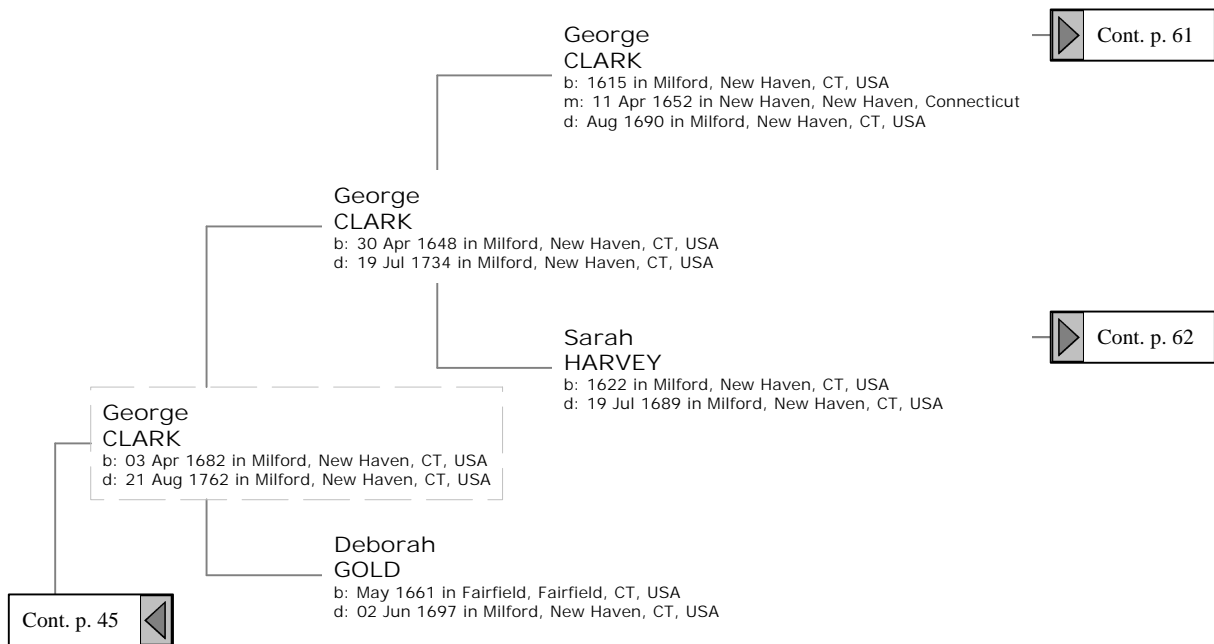 George
CLARK
b: 1615 in Milford, New Haven, CT, USA
m: 11 Apr 1652 in New Haven, New Haven, Connecticut
d: Aug 1690 in Milford, New Haven, CT, USA
Cont. p. 61
George
CLARK
b: 30 Apr 1648 in Milford, New Haven, CT, USA
d: 19 Jul 1734 in Milford, New Haven, CT, USA
Sarah
HARVEY
b: 1622 in Milford, New Haven, CT, USA
d: 19 Jul 1689 in Milford, New Haven, CT, USA
Cont. p. 62
George
CLARK
b: 03 Apr 1682 in Milford, New Haven, CT, USA
d: 21 Aug 1762 in Milford, New Haven, CT, USA
Deborah
GOLD
b: May 1661 in Fairfield, Fairfield, CT, USA
d: 02 Jun 1697 in Milford, New Haven, CT, USA
Cont. p. 45